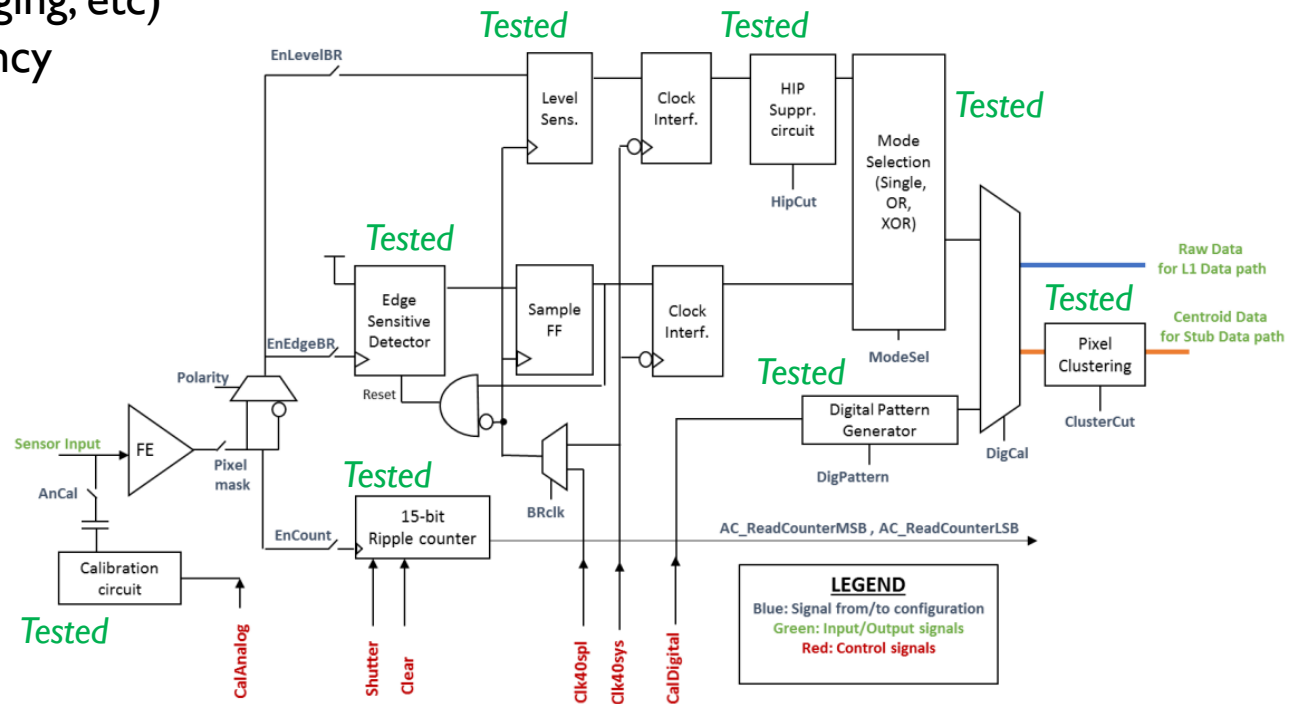 ging, etc)
ncy
Tested
Tested
EnLevelBR
Level
Sens.
Clock
Interf.
HIP
Suppr.
circuit
Tested
Mode
Selection
(Single,
OR,
XOR)
HipCut
Tested
Raw Data
for L1 Data path
Edge
Sensitive
Detector
Sample
FF
Clock
Interf.
Tested
Centroid Data
for Stub Data path
EnEdgeBR
Pixel
Clustering
ModeSel
Polarity
Tested
Reset
Digital Pattern
Generator
ClusterCut
Sensor Input
FE
Pixel
mask
DigCal
AnCal
Tested
DigPattern
BRclk
15-bit
Ripple counter
EnCount
AC_ReadCounterMSB , AC_ReadCounterLSB
Calibration
circuit
Tested
CalAnalog
Shutter
Clear
Clk40spl
Clk40sys
CalDigital
LEGEND
Blue: Signal from/to configuration
Green: Input/Output signals
Red: Control signals